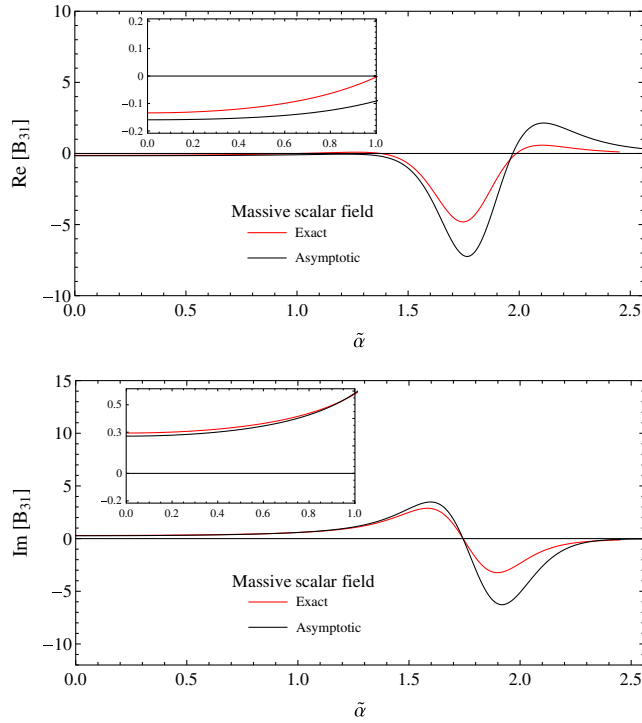 10
5
0
−5
−10
Re [B31]
0.2
0.1
0
−0.1
−0.2
0.0 0.2 0.4 0.6 0.8 1.0
Massive scalar field
Exact
Asymptotic
0.0 0.5 1.0 1.5 2.0 2.5
α̃
15
10
5
0
−5
−10
Im [B31]
0.5
0.3
0
−0.2
0.0 0.2 0.4 0.6 0.8 1.0
Massive scalar field
Exact
Asymptotic
0.0 0.5 1.0 1.5 2.0 2.5
α̃